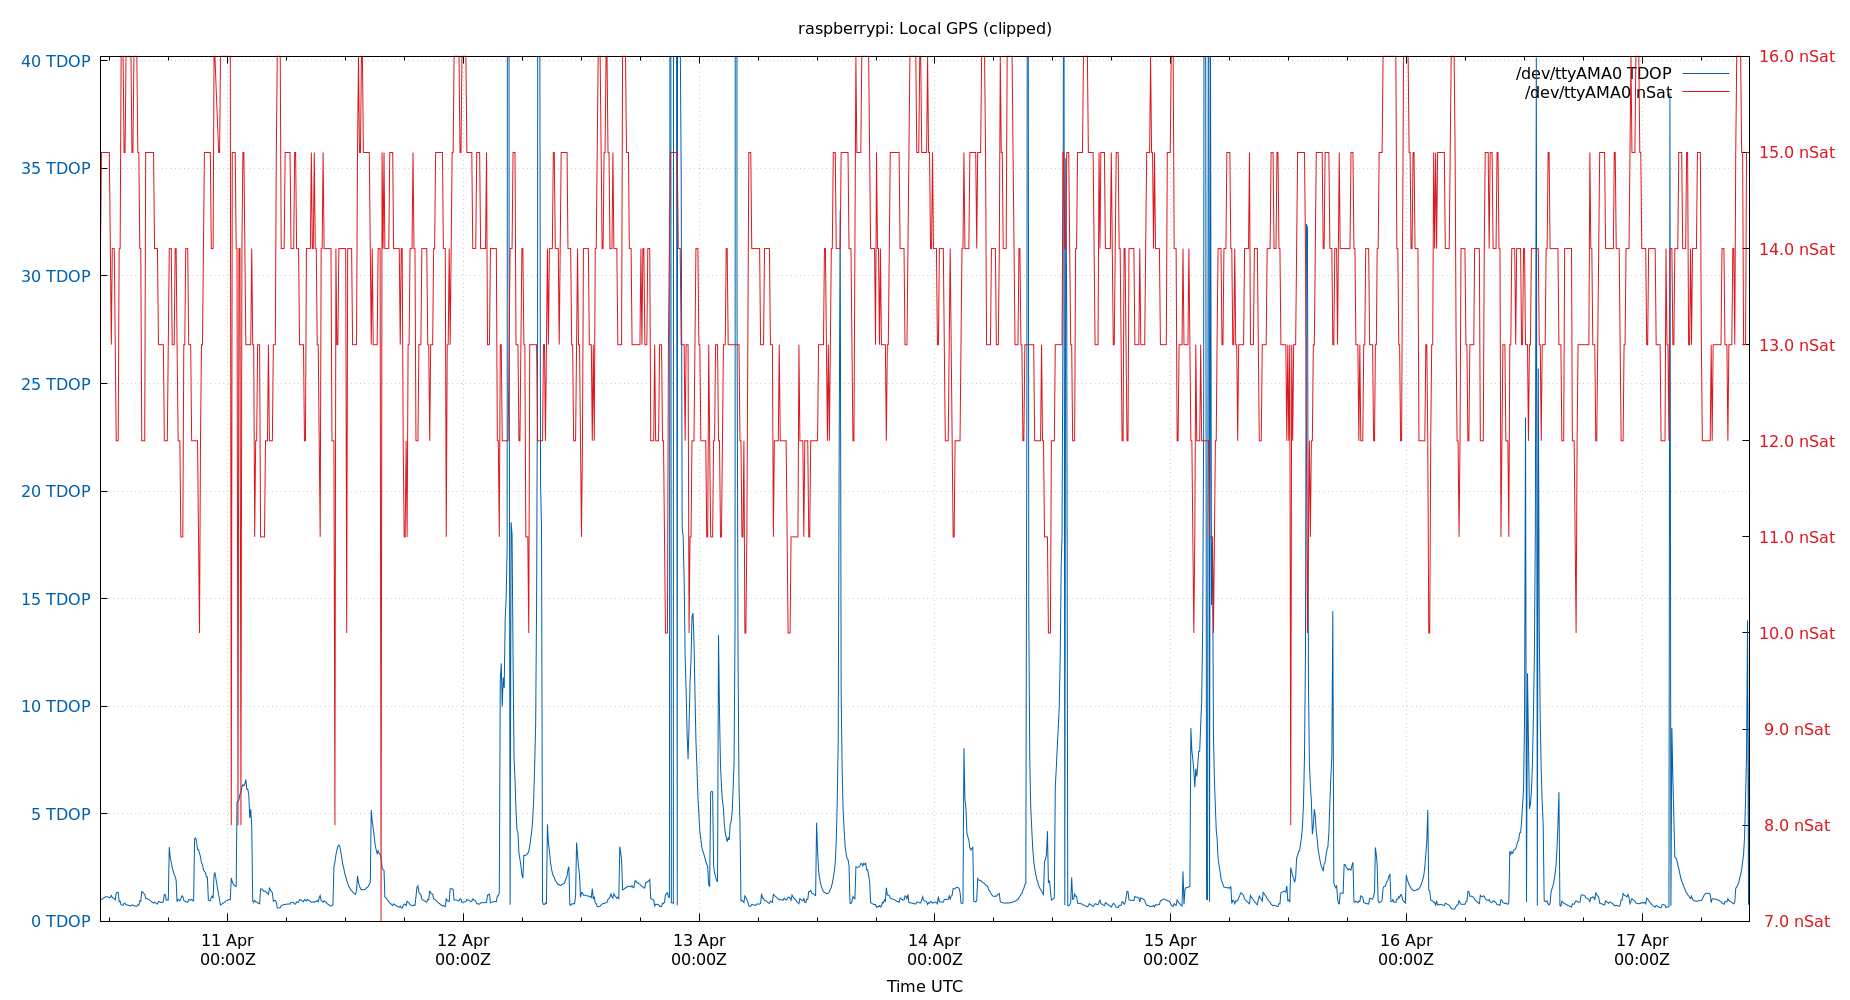 raspberrypi: Local GPS (clipped)
/dev/ttyAMA0 TDOP
/dev/ttyAMA0 nSat
40 TDOP
35 TDOP
30 TDOP
25 TDOP
20 TDOP
15 TDOP
10 TDOP
5 TDOP
0 TDOP
16.0 nSat
15.0 nSat
14.0 nSat
13.0 nSat
12.0 nSat
11.0 nSat
10.0 nSat
9.0 nSat
8.0 nSat
7.0 nSat
11 Apr
00:00Z
12 Apr
00:00Z
13 Apr
00:00Z
14 Apr
00:00Z
15 Apr
00:00Z
16 Apr
00:00Z
17 Apr
00:00Z
Time UTC